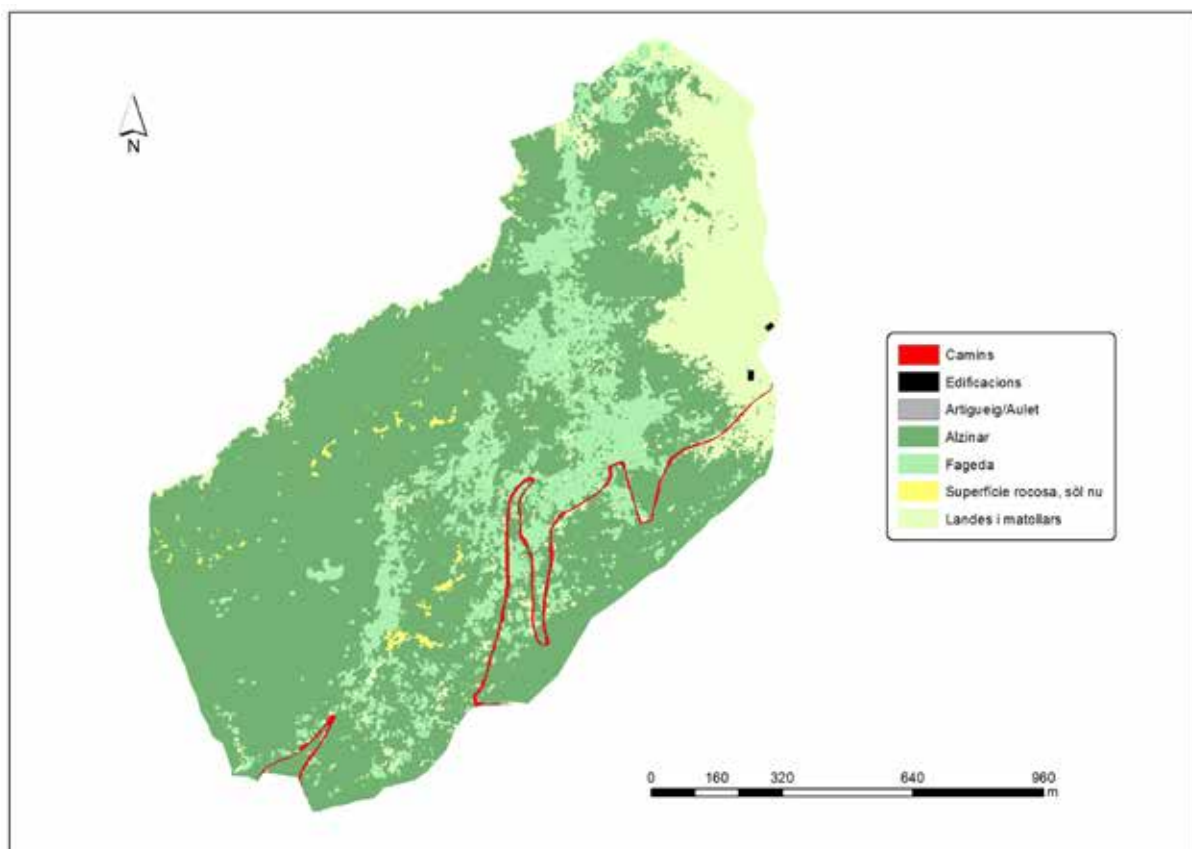 N
Camins
Edificacions
Artigueig/Aulet
Alzinar
Fageda
Superfície rocosa, sòl nu
Landes i matollars
0 160 320 640 960
m